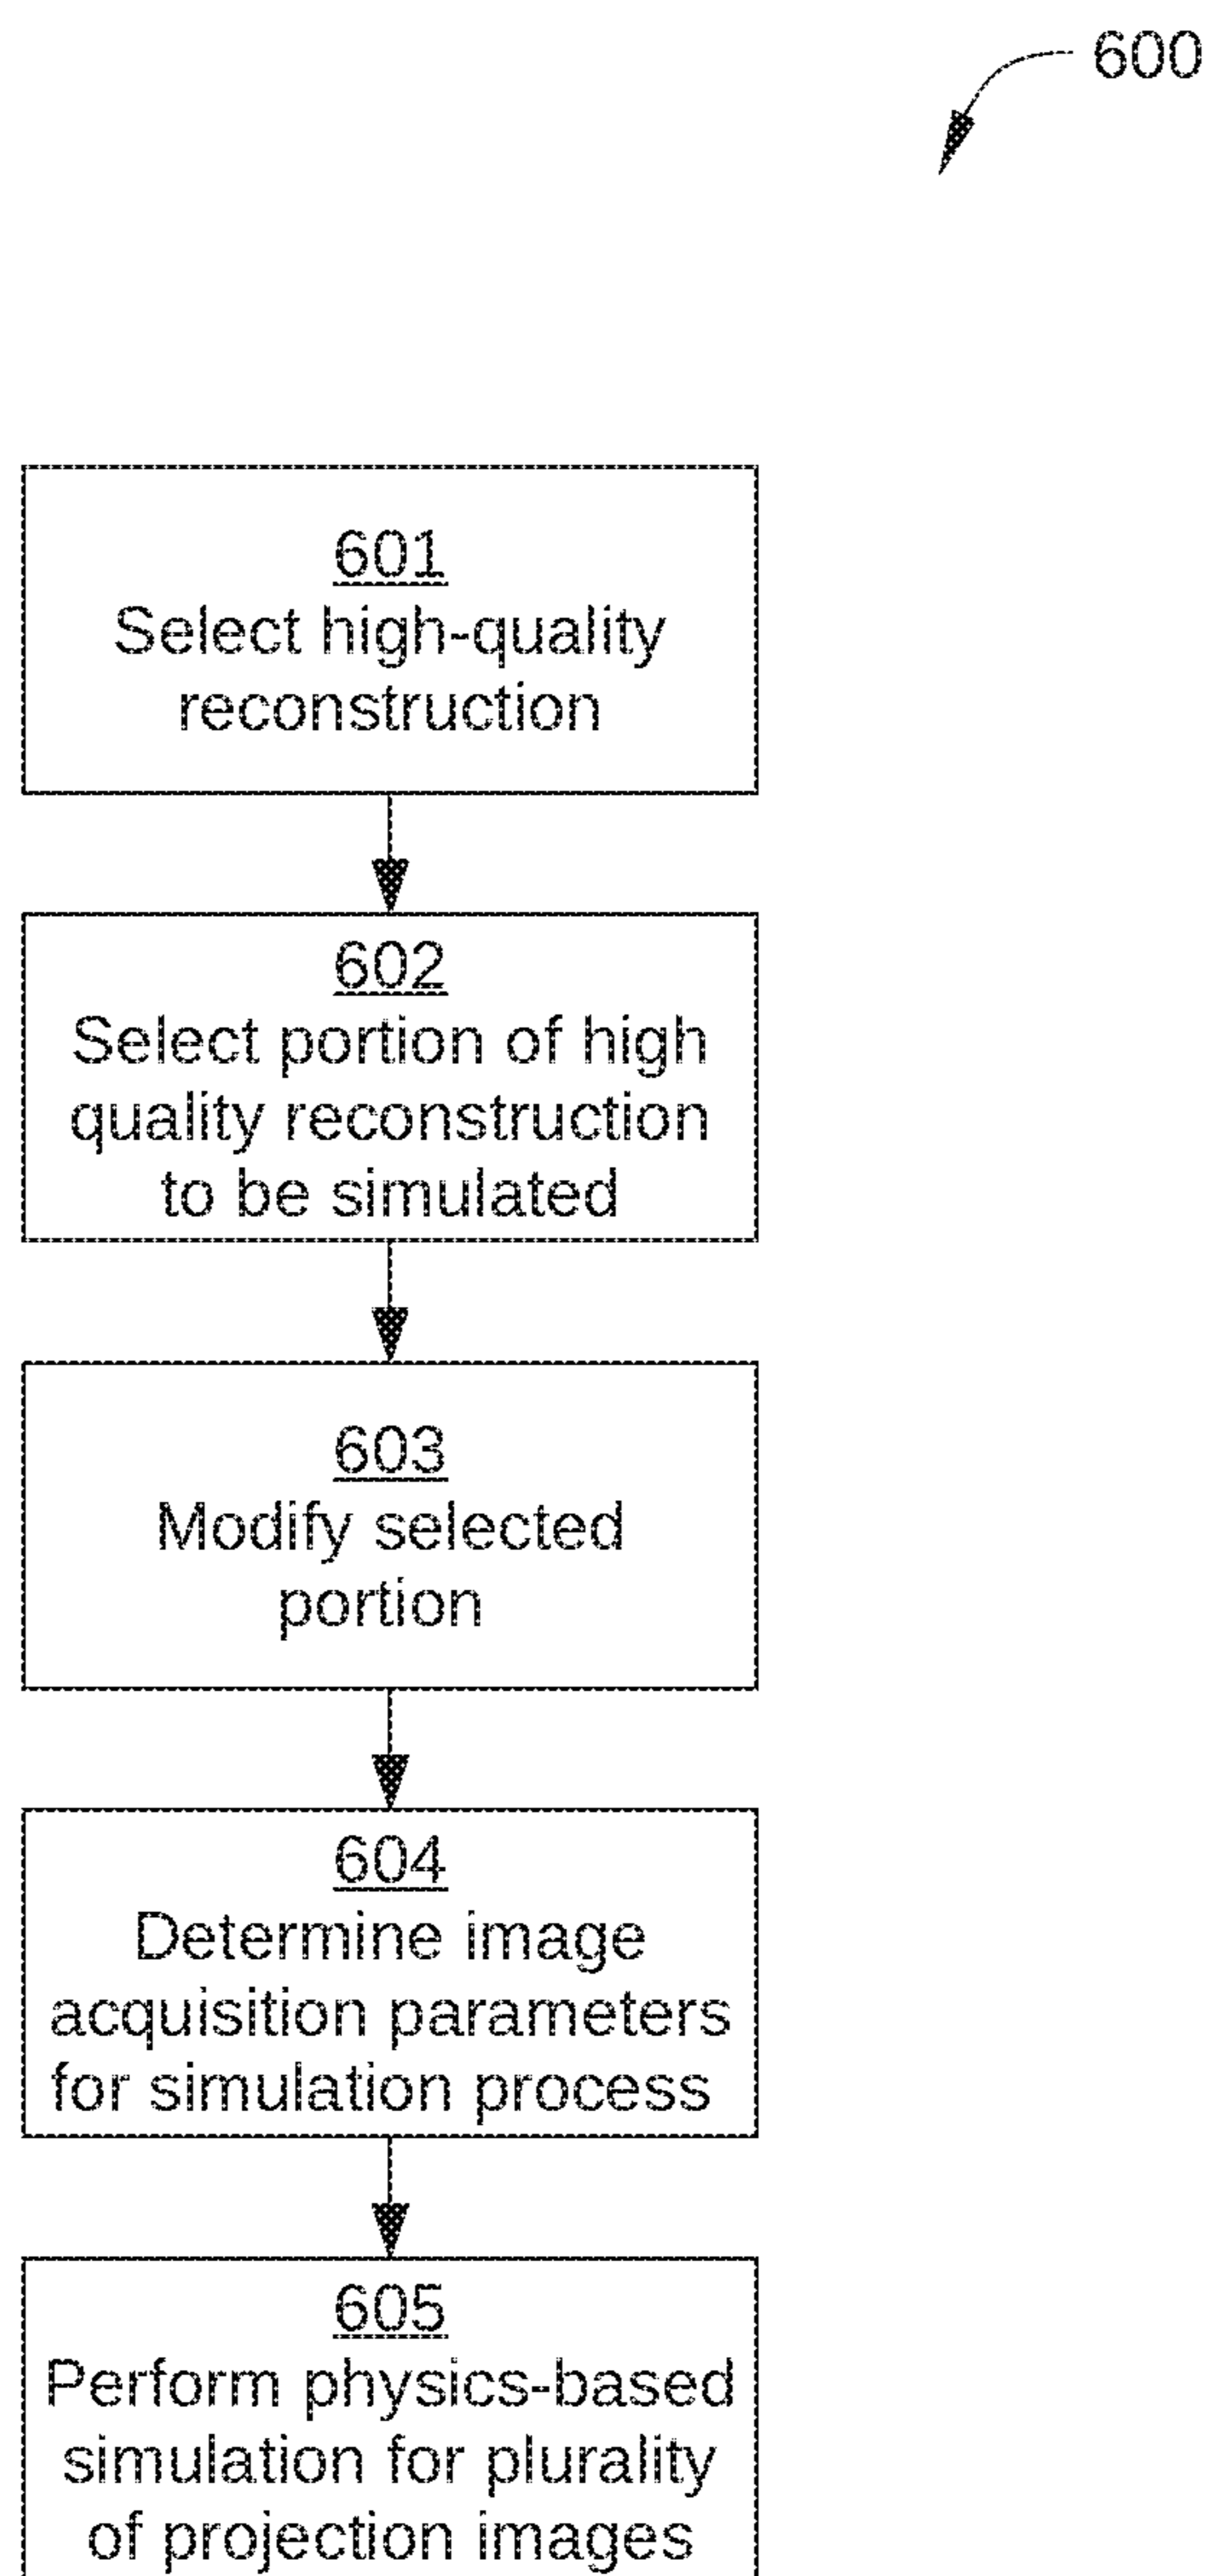 600
601
Select high-quality
reconstruction
602
Select portion of high
quality reconstruction
to be simulated
603
Modify selected
portion
604
Determine image
acquisition parameters
for simulation process
605
Perform physics-based
simulation for plurality
of projection images